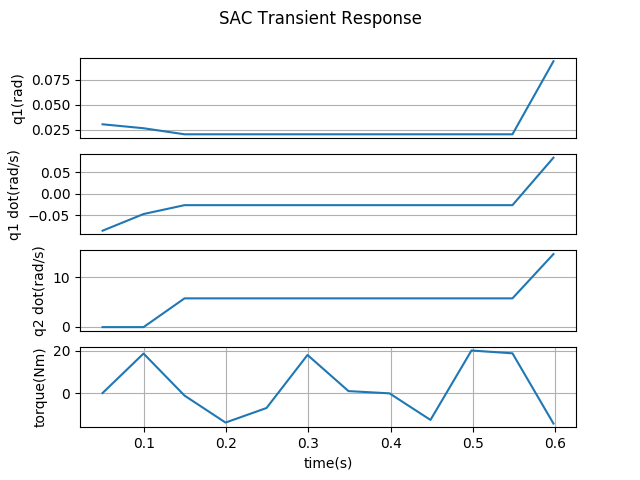 SAC Transient Response
q1(rad)
0.075
0.050
0.025
q1 dot(rad/s)
0.05
0.00
−0.05
q2 dot(rad/s)
10
0
torque(Nm)
20
0
0.1 0.2 0.3 0.4 0.5 0.6
time(s)